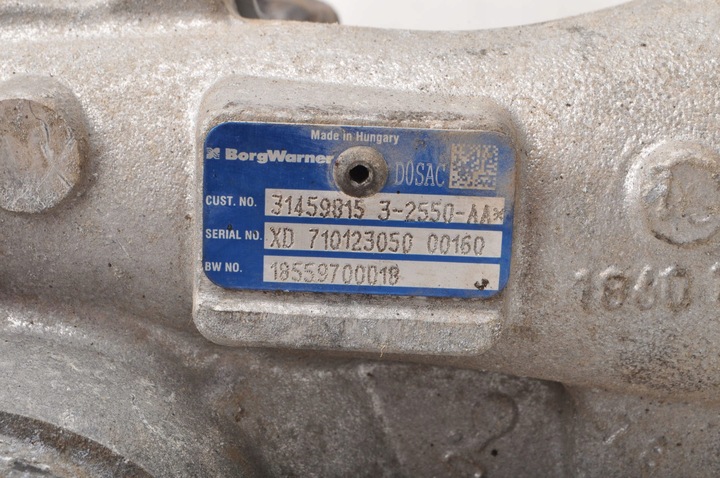 Made in Hungary
BorgWarner
DOSAC
CUST. NO. 31459815 3-2550-AA*
SERIAL NO. XD 710123050 00160
BW NO. 18559700018